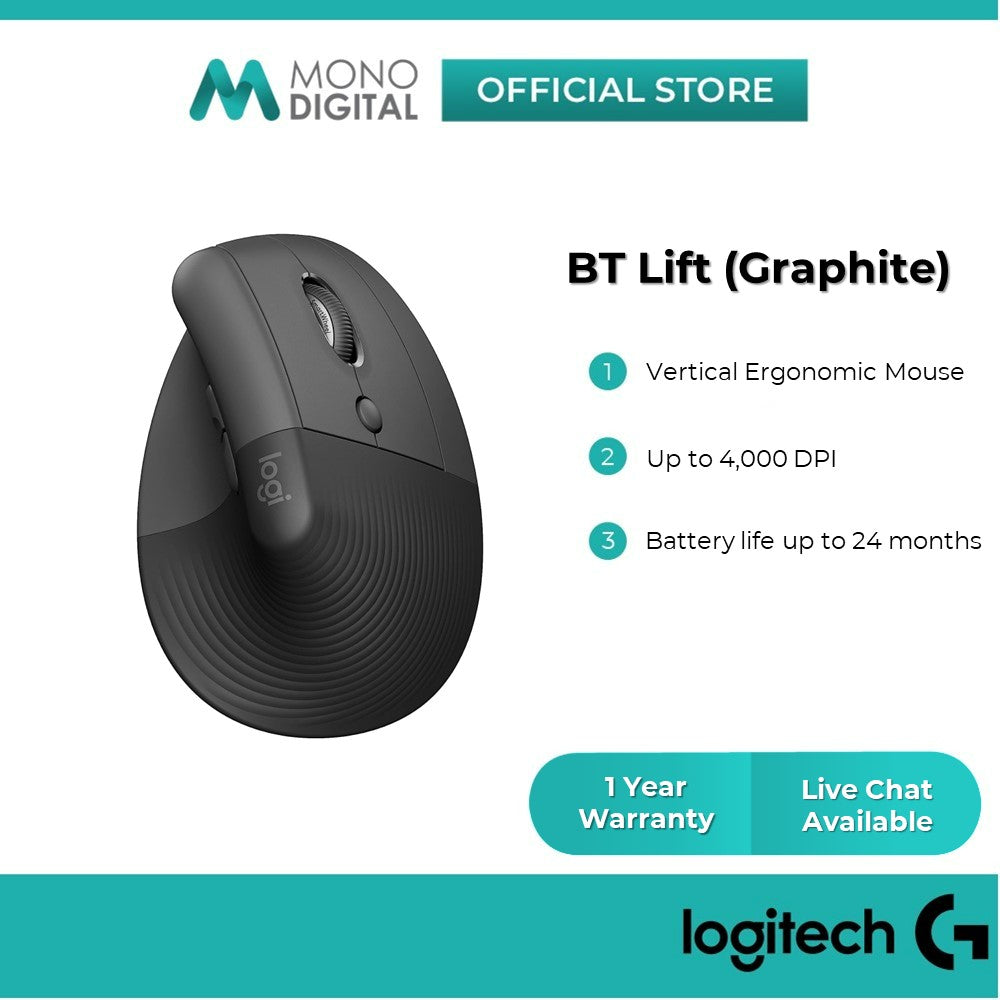 MONO
DIGITAL
OFFICIAL STORE
BT Lift (Graphite)
1 Vertical Ergonomic Mouse
2 Up to 4,000 DPI
3 Battery life up to 24 months
SmartWheel
logi
1 Year
Warranty
Live Chat
Available
logitech G